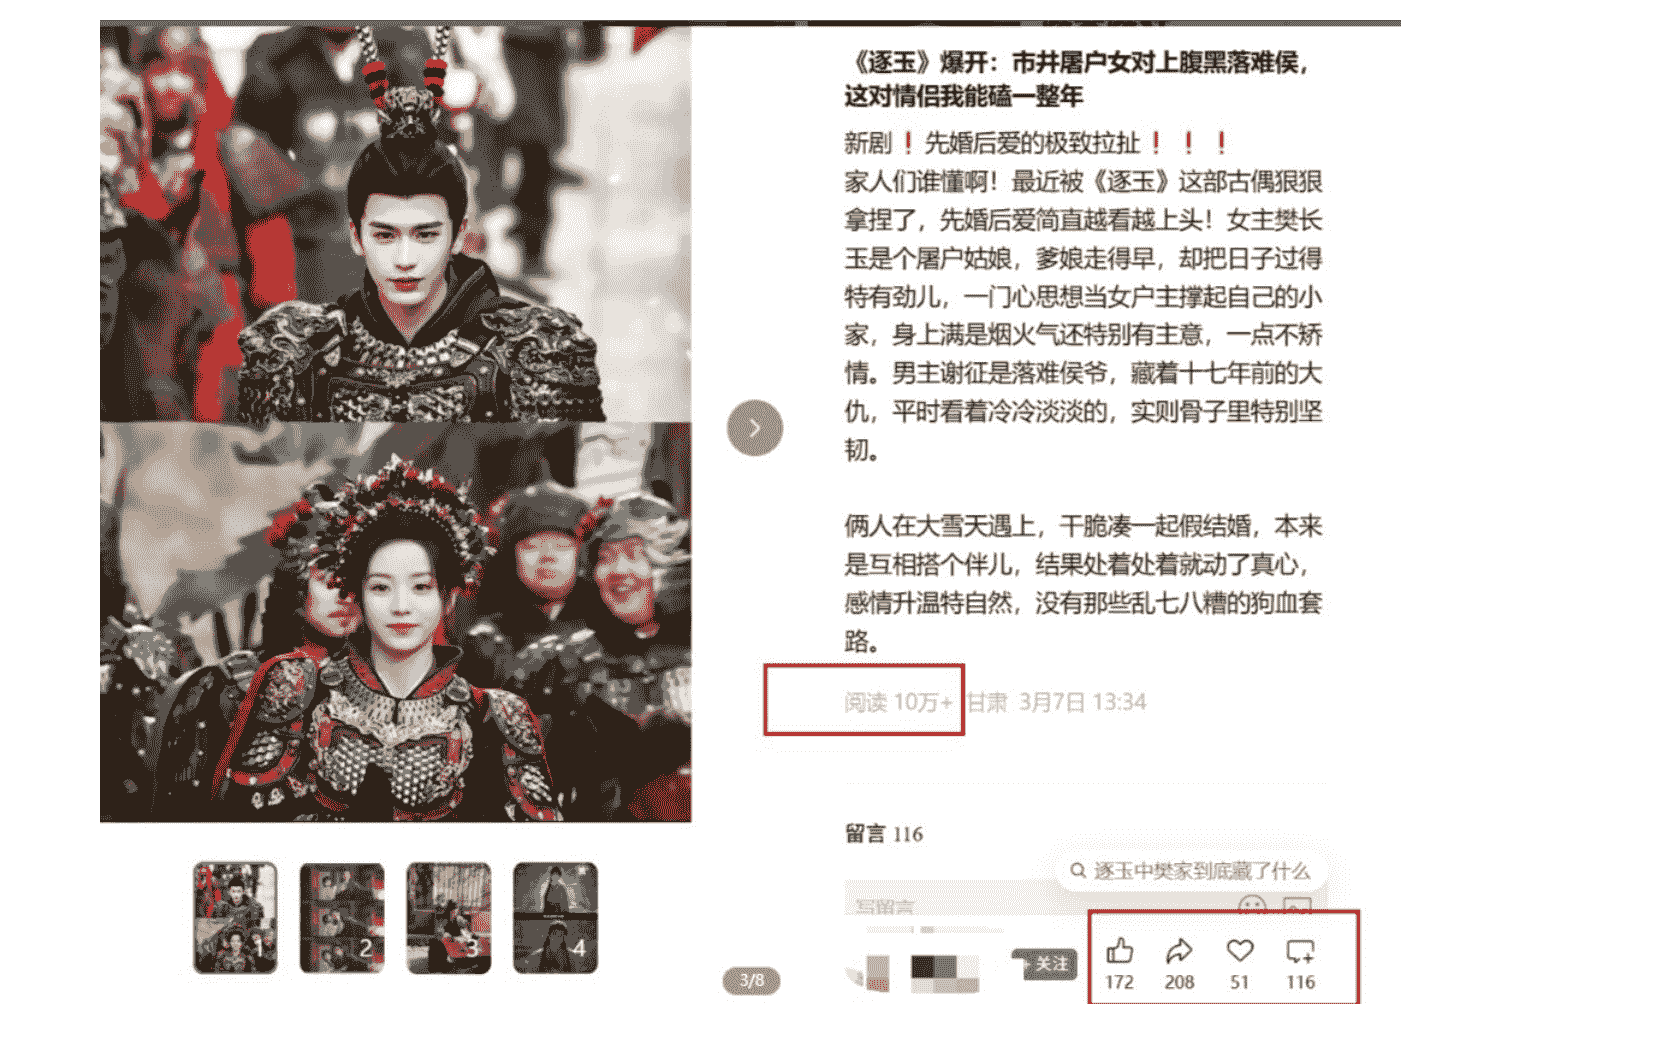 《逐玉》爆开：市井屠户女对上腹黑落难侯，
这对情侣我能磕一整年
新剧❗先婚后爱的极致拉扯❗❗❗
家人们谁懂啊！最近被《逐玉》这部古偶狠狠
拿捏了，先婚后爱简直越看越上头！女主樊长
玉是个屠户姑娘，爹娘走得早，却把日子过得
特有劲儿，一门心思想当女户主撑起自己的小
家，身上满是烟火气还特别有主意，一点不矫
情。男主谢征是落难侯爷，藏着十七年前的大
仇，平时看着冷冷淡淡的，实则骨子里特别坚
韧。
俩人在大雪天遇上，干脆凑一起假结婚，本来
是互相搭个伴儿，结果处着处着就动了真心，
感情升温特自然，没有那些乱七八糟的狗血套
路。
阅读 10万+ 甘肃 3月7日 13:34
留言 116
逐玉中樊家到底藏了什么
写留言
+关注
172 208 51 116
1 2 3 4
3/8